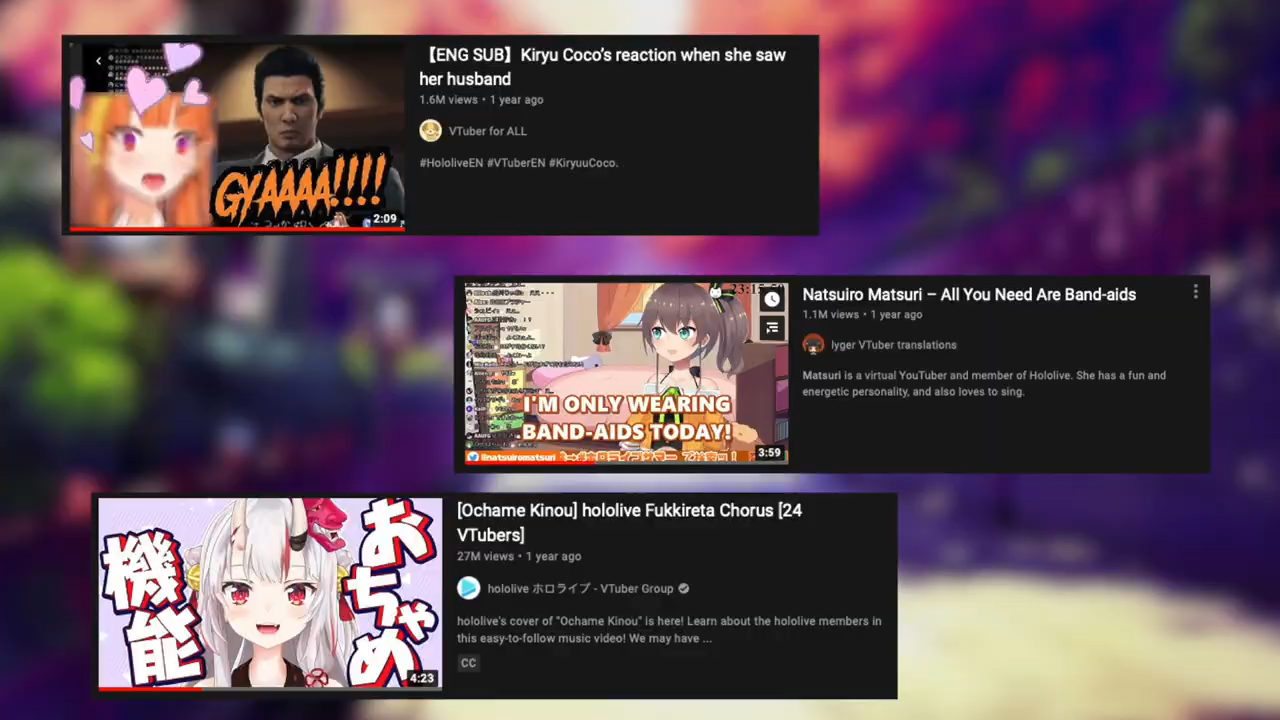 【ENG SUB】Kiryu Coco's reaction when she saw
her husband
1.6M views • 1 year ago
VTuber for ALL
#HololiveEN #VTuberEN #KiryuuCoco.
GYAAAA!!!!
2:09
Natsuiro Matsuri – All You Need Are Band-aids
1.1M views • 1 year ago
lyger VTuber translations
Matsuri is a virtual YouTuber and member of Hololive. She has a fun and
energetic personality, and also loves to sing.
I'M ONLY WEARING
BAND-AIDS TODAY!
3:59
@natsuiromatsuri
[Ochame Kinou] hololive Fukkireta Chorus [24
VTubers]
27M views • 1 year ago
hololive ホロライブ - VTuber Group
hololive's cover of "Ochame Kinou" is here! Learn about the hololive members in
this easy-to-follow music video! We may have ...
CC
おちゃめ
機能
4:23